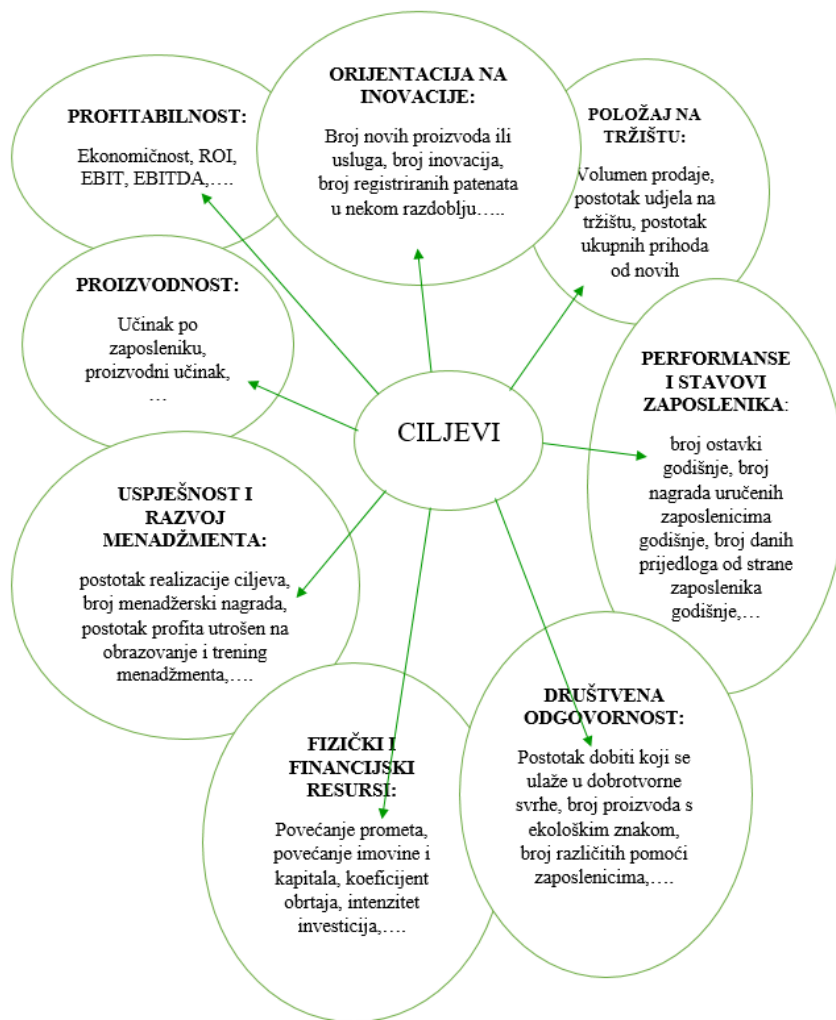 ORIJENTACIJA NA
INOVACIJE:
Broj novih proizvoda ili
usluga, broj inovacija,
broj registriranih patenata
u nekom razdoblju…..
PROFITABILNOST:
Ekonomičnost, ROI,
EBIT, EBITDA,….
POLOŽAJ NA
TRŽIŠTU:
Volumen prodaje,
postotak udjela na
tržištu, postotak
ukupnih prihoda
od novih
PROIZVODNOST:
Učinak po
zaposleniku,
proizvodni učinak,
…
PERFORMANSE
I STAVOVI
ZAPOSLENIKA:
broj ostavki
godišnje, broj
nagrada uručenih
zaposlenicima
godišnje, broj danih
prijedloga od strane
zaposlenika
godišnje,…
CILJEVI
USPJEŠNOST I
RAZVOJ
MENADŽMENTA:
postotak realizacije ciljeva,
broj menadžerski nagrada,
postotak profita utrošen na
obrazovanje i trening
menadžmenta,….
DRUŠTVENA
ODGOVORNOST:
Postotak dobiti koji se
ulaže u dobrotvorne
svrhe, broj proizvoda s
ekološkim znakom,
broj različitih pomoći
zaposlenicima,….
FIZIČKI I
FINANCIJSKI
RESURSI:
Povećanje prometa,
povećanje imovine i
kapitala, koeficijent
obrtaja, intenzitet
investicija,….